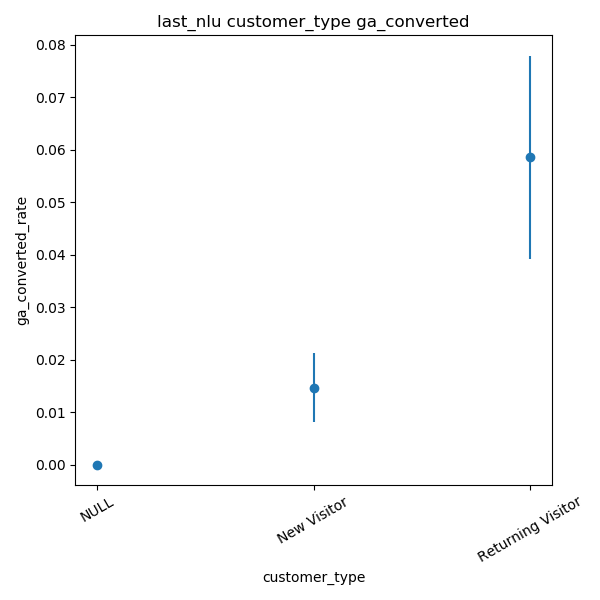 last_nlu customer_type ga_converted
0.08
0.07
0.06
0.05
0.04
0.03
0.02
0.01
0.00
ga_converted_rate
NULL
New Visitor
Returning Visitor
customer_type